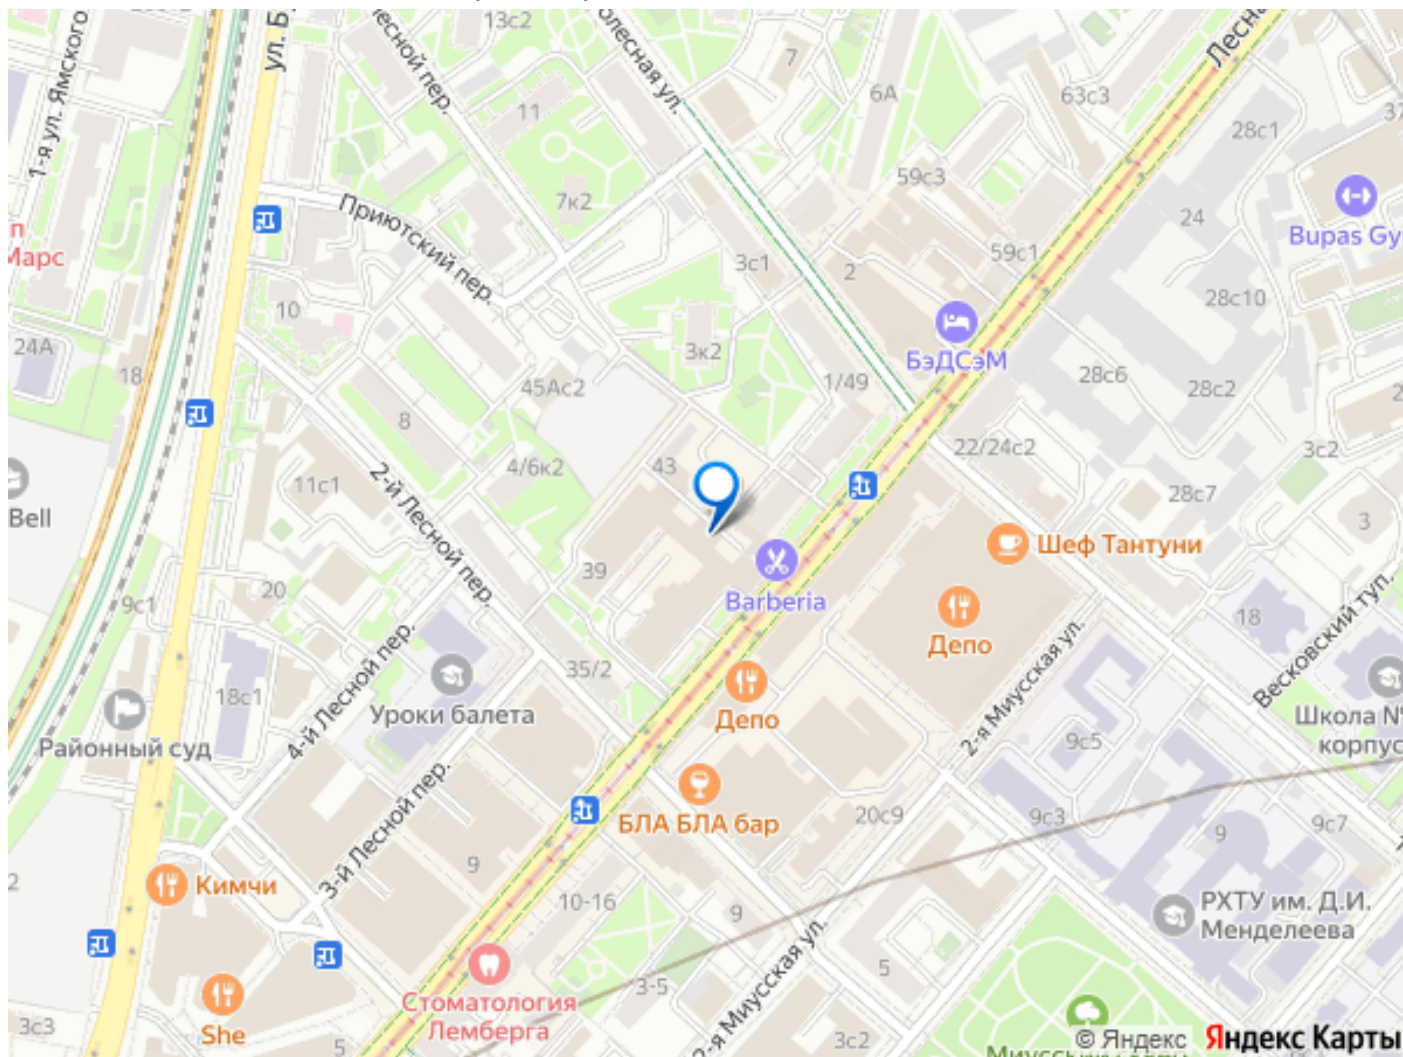 13с2
7
6А
63с3
28с1
37
Лесна
ул. Б
1-я ул. Ямского
есной пер.
олесная ул.
11
7к2
59с3
24
Bupas Gy
п
Марс
Приютский пер.
3с1
2
59с1
28с10
10
24А
18
3к2
БэДСэМ
45Ас2
1/49
28с6
28с2
2
8
4/6к2
43
22/24с2
3с2
11с1
2-й Лесной пер.
28с7
3
Bell
Шеф Тантуни
39
20
9с1
Barberia
Депо
18
Весковский туп.
4-й Лесной пер.
35/2
18с1
Уроки балета
Депо
2-я Миусская ул.
Школа №
корпус
Районный суд
9с5
3-й Лесной пер.
БЛА БЛА бар
20с9
9с3
9
9с7
2
Кимчи
9
10-16
9
РХТУ им. Д.И.
Менделеева
5
2-я Миусская ул.
Стоматология
Лемберга
3-5
She
3с3
5
3с2
© Яндекс Яндекс Карты